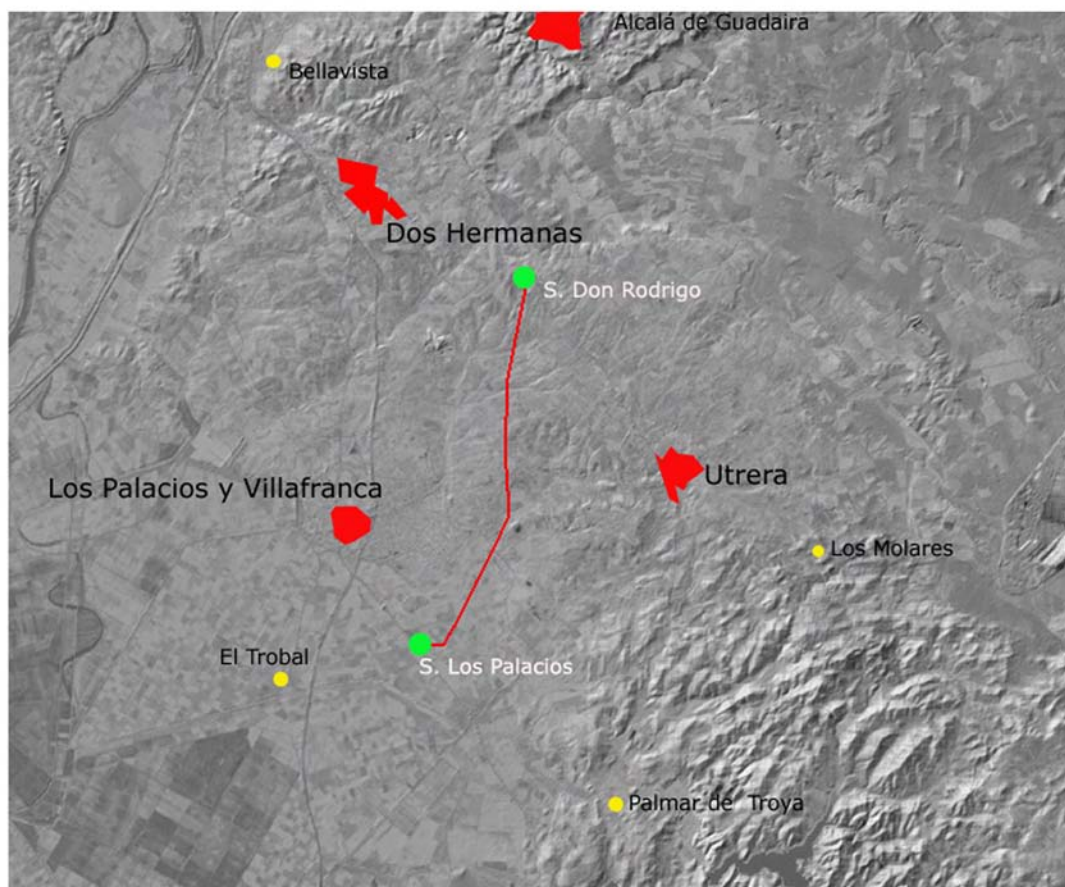 Alcalá de Guadaira
Bellavista
Dos Hermanas
S. Don Rodrigo
Utrera
Los Palacios y Villafranca
Los Molares
El Trobal
S. Los Palacios
Palmar de Troya